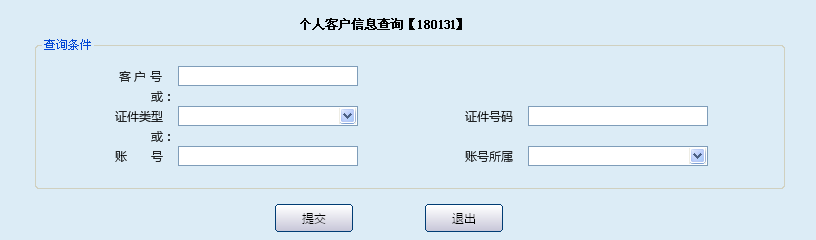 个人客户信息查询【180131】
查询条件
客 户 号
或：
证件类型 证件号码
或：
账 号 账号所属
提交 退出